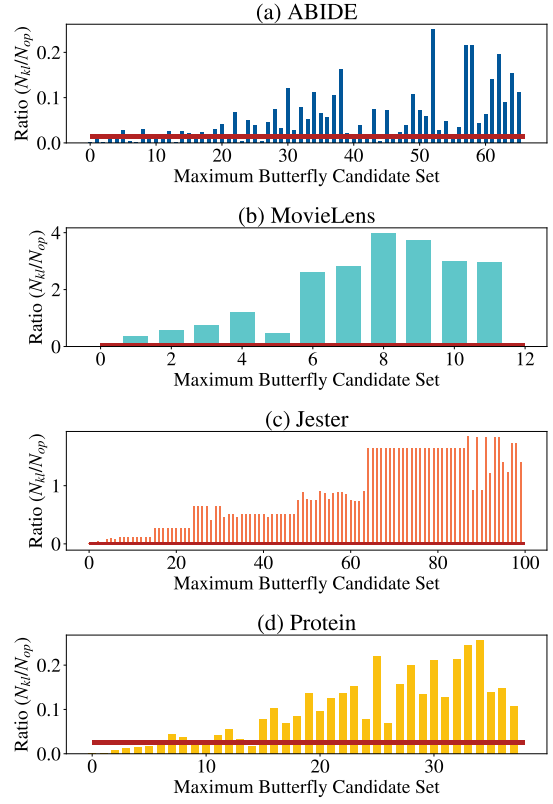 (a) ABIDE
Ratio (N_kl/N_op)
0.2
0.1
0.0
0 10 20 30 40 50 60
Maximum Butterfly Candidate Set
(b) MovieLens
Ratio (N_kl/N_op)
4
2
0
0 2 4 6 8 10 12
Maximum Butterfly Candidate Set
(c) Jester
Ratio (N_kl/N_op)
1
0
0 20 40 60 80 100
Maximum Butterfly Candidate Set
(d) Protein
Ratio (N_kl/N_op)
0.2
0.1
0.0
0 10 20 30
Maximum Butterfly Candidate Set